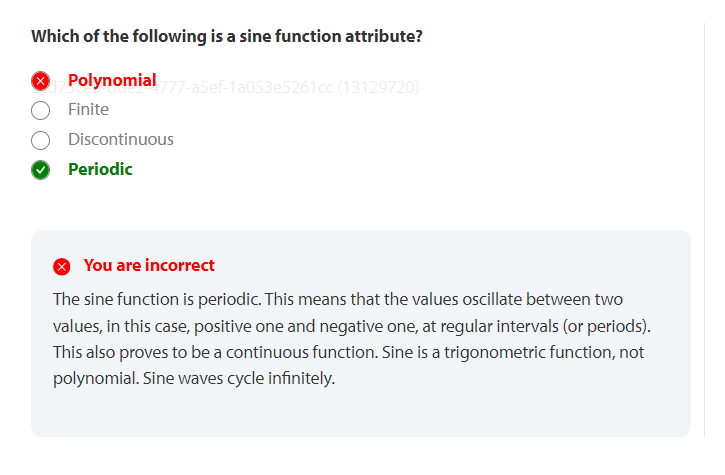 Which of the following is a sine function attribute?
Polynomial
4777-a5ef-1a053e5261cc (13129720)
Finite
Discontinuous
Periodic
You are incorrect
The sine function is periodic. This means that the values oscillate between two
values, in this case, positive one and negative one, at regular intervals (or periods).
This also proves to be a continuous function. Sine is a trigonometric function, not
polynomial. Sine waves cycle infinitely.